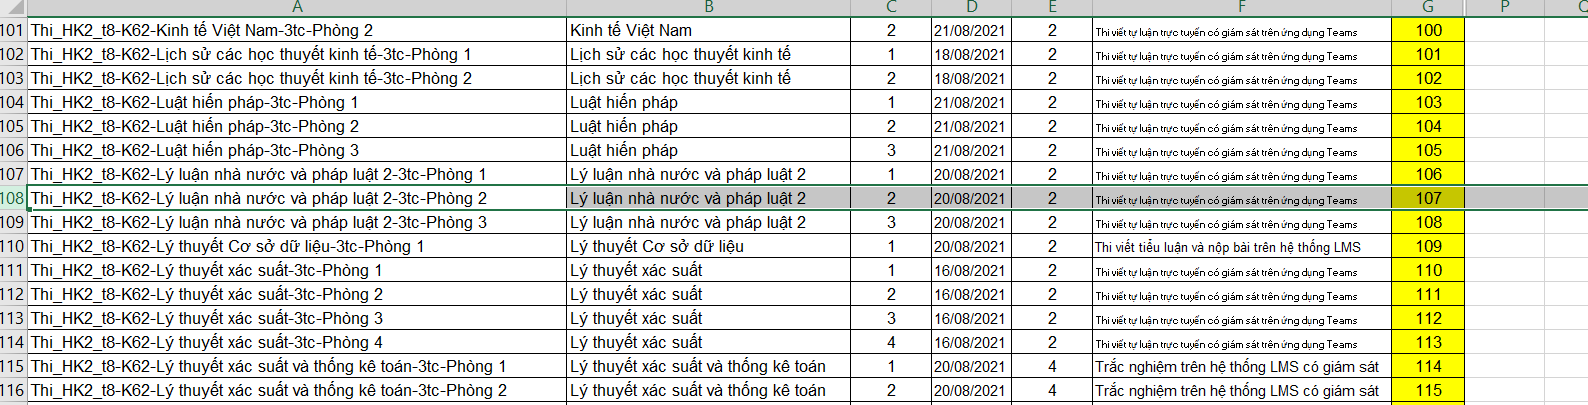 A B C D E F G P Q
101 Thi_HK2_t8-K62-Kinh tế Việt Nam-3tc-Phòng 2 Kinh tế Việt Nam 2 21/08/2021 2 Thi viết tự luận trực tuyến có giám sát trên ứng dụng Teams 100
102 Thi_HK2_t8-K62-Lịch sử các học thuyết kinh tế-3tc-Phòng 1 Lịch sử các học thuyết kinh tế 1 18/08/2021 2 Thi viết tự luận trực tuyến có giám sát trên ứng dụng Teams 101
103 Thi_HK2_t8-K62-Lịch sử các học thuyết kinh tế-3tc-Phòng 2 Lịch sử các học thuyết kinh tế 2 18/08/2021 2 Thi viết tự luận trực tuyến có giám sát trên ứng dụng Teams 102
104 Thi_HK2_t8-K62-Luật hiến pháp-3tc-Phòng 1 Luật hiến pháp 1 21/08/2021 2 Thi viết tự luận trực tuyến có giám sát trên ứng dụng Teams 103
105 Thi_HK2_t8-K62-Luật hiến pháp-3tc-Phòng 2 Luật hiến pháp 2 21/08/2021 2 Thi viết tự luận trực tuyến có giám sát trên ứng dụng Teams 104
106 Thi_HK2_t8-K62-Luật hiến pháp-3tc-Phòng 3 Luật hiến pháp 3 21/08/2021 2 Thi viết tự luận trực tuyến có giám sát trên ứng dụng Teams 105
107 Thi_HK2_t8-K62-Lý luận nhà nước và pháp luật 2-3tc-Phòng 1 Lý luận nhà nước và pháp luật 2 1 20/08/2021 2 Thi viết tự luận trực tuyến có giám sát trên ứng dụng Teams 106
108 Thi_HK2_t8-K62-Lý luận nhà nước và pháp luật 2-3tc-Phòng 2 Lý luận nhà nước và pháp luật 2 2 20/08/2021 2 Thi viết tự luận trực tuyến có giám sát trên ứng dụng Teams 107
109 Thi_HK2_t8-K62-Lý luận nhà nước và pháp luật 2-3tc-Phòng 3 Lý luận nhà nước và pháp luật 2 3 20/08/2021 2 Thi viết tự luận trực tuyến có giám sát trên ứng dụng Teams 108
110 Thi_HK2_t8-K62-Lý thuyết Cơ sở dữ liệu-3tc-Phòng 1 Lý thuyết Cơ sở dữ liệu 1 20/08/2021 2 Thi viết tiểu luận và nộp bài trên hệ thống LMS 109
111 Thi_HK2_t8-K62-Lý thuyết xác suất-3tc-Phòng 1 Lý thuyết xác suất 1 16/08/2021 2 Thi viết tự luận trực tuyến có giám sát trên ứng dụng Teams 110
112 Thi_HK2_t8-K62-Lý thuyết xác suất-3tc-Phòng 2 Lý thuyết xác suất 2 16/08/2021 2 Thi viết tự luận trực tuyến có giám sát trên ứng dụng Teams 111
113 Thi_HK2_t8-K62-Lý thuyết xác suất-3tc-Phòng 3 Lý thuyết xác suất 3 16/08/2021 2 Thi viết tự luận trực tuyến có giám sát trên ứng dụng Teams 112
114 Thi_HK2_t8-K62-Lý thuyết xác suất-3tc-Phòng 4 Lý thuyết xác suất 4 16/08/2021 2 Thi viết tự luận trực tuyến có giám sát trên ứng dụng Teams 113
115 Thi_HK2_t8-K62-Lý thuyết xác suất và thống kê toán-3tc-Phòng 1 Lý thuyết xác suất và thống kê toán 1 20/08/2021 4 Trắc nghiệm trên hệ thống LMS có giám sát 114
116 Thi_HK2_t8-K62-Lý thuyết xác suất và thống kê toán-3tc-Phòng 2 Lý thuyết xác suất và thống kê toán 2 20/08/2021 4 Trắc nghiệm trên hệ thống LMS có giám sát 115